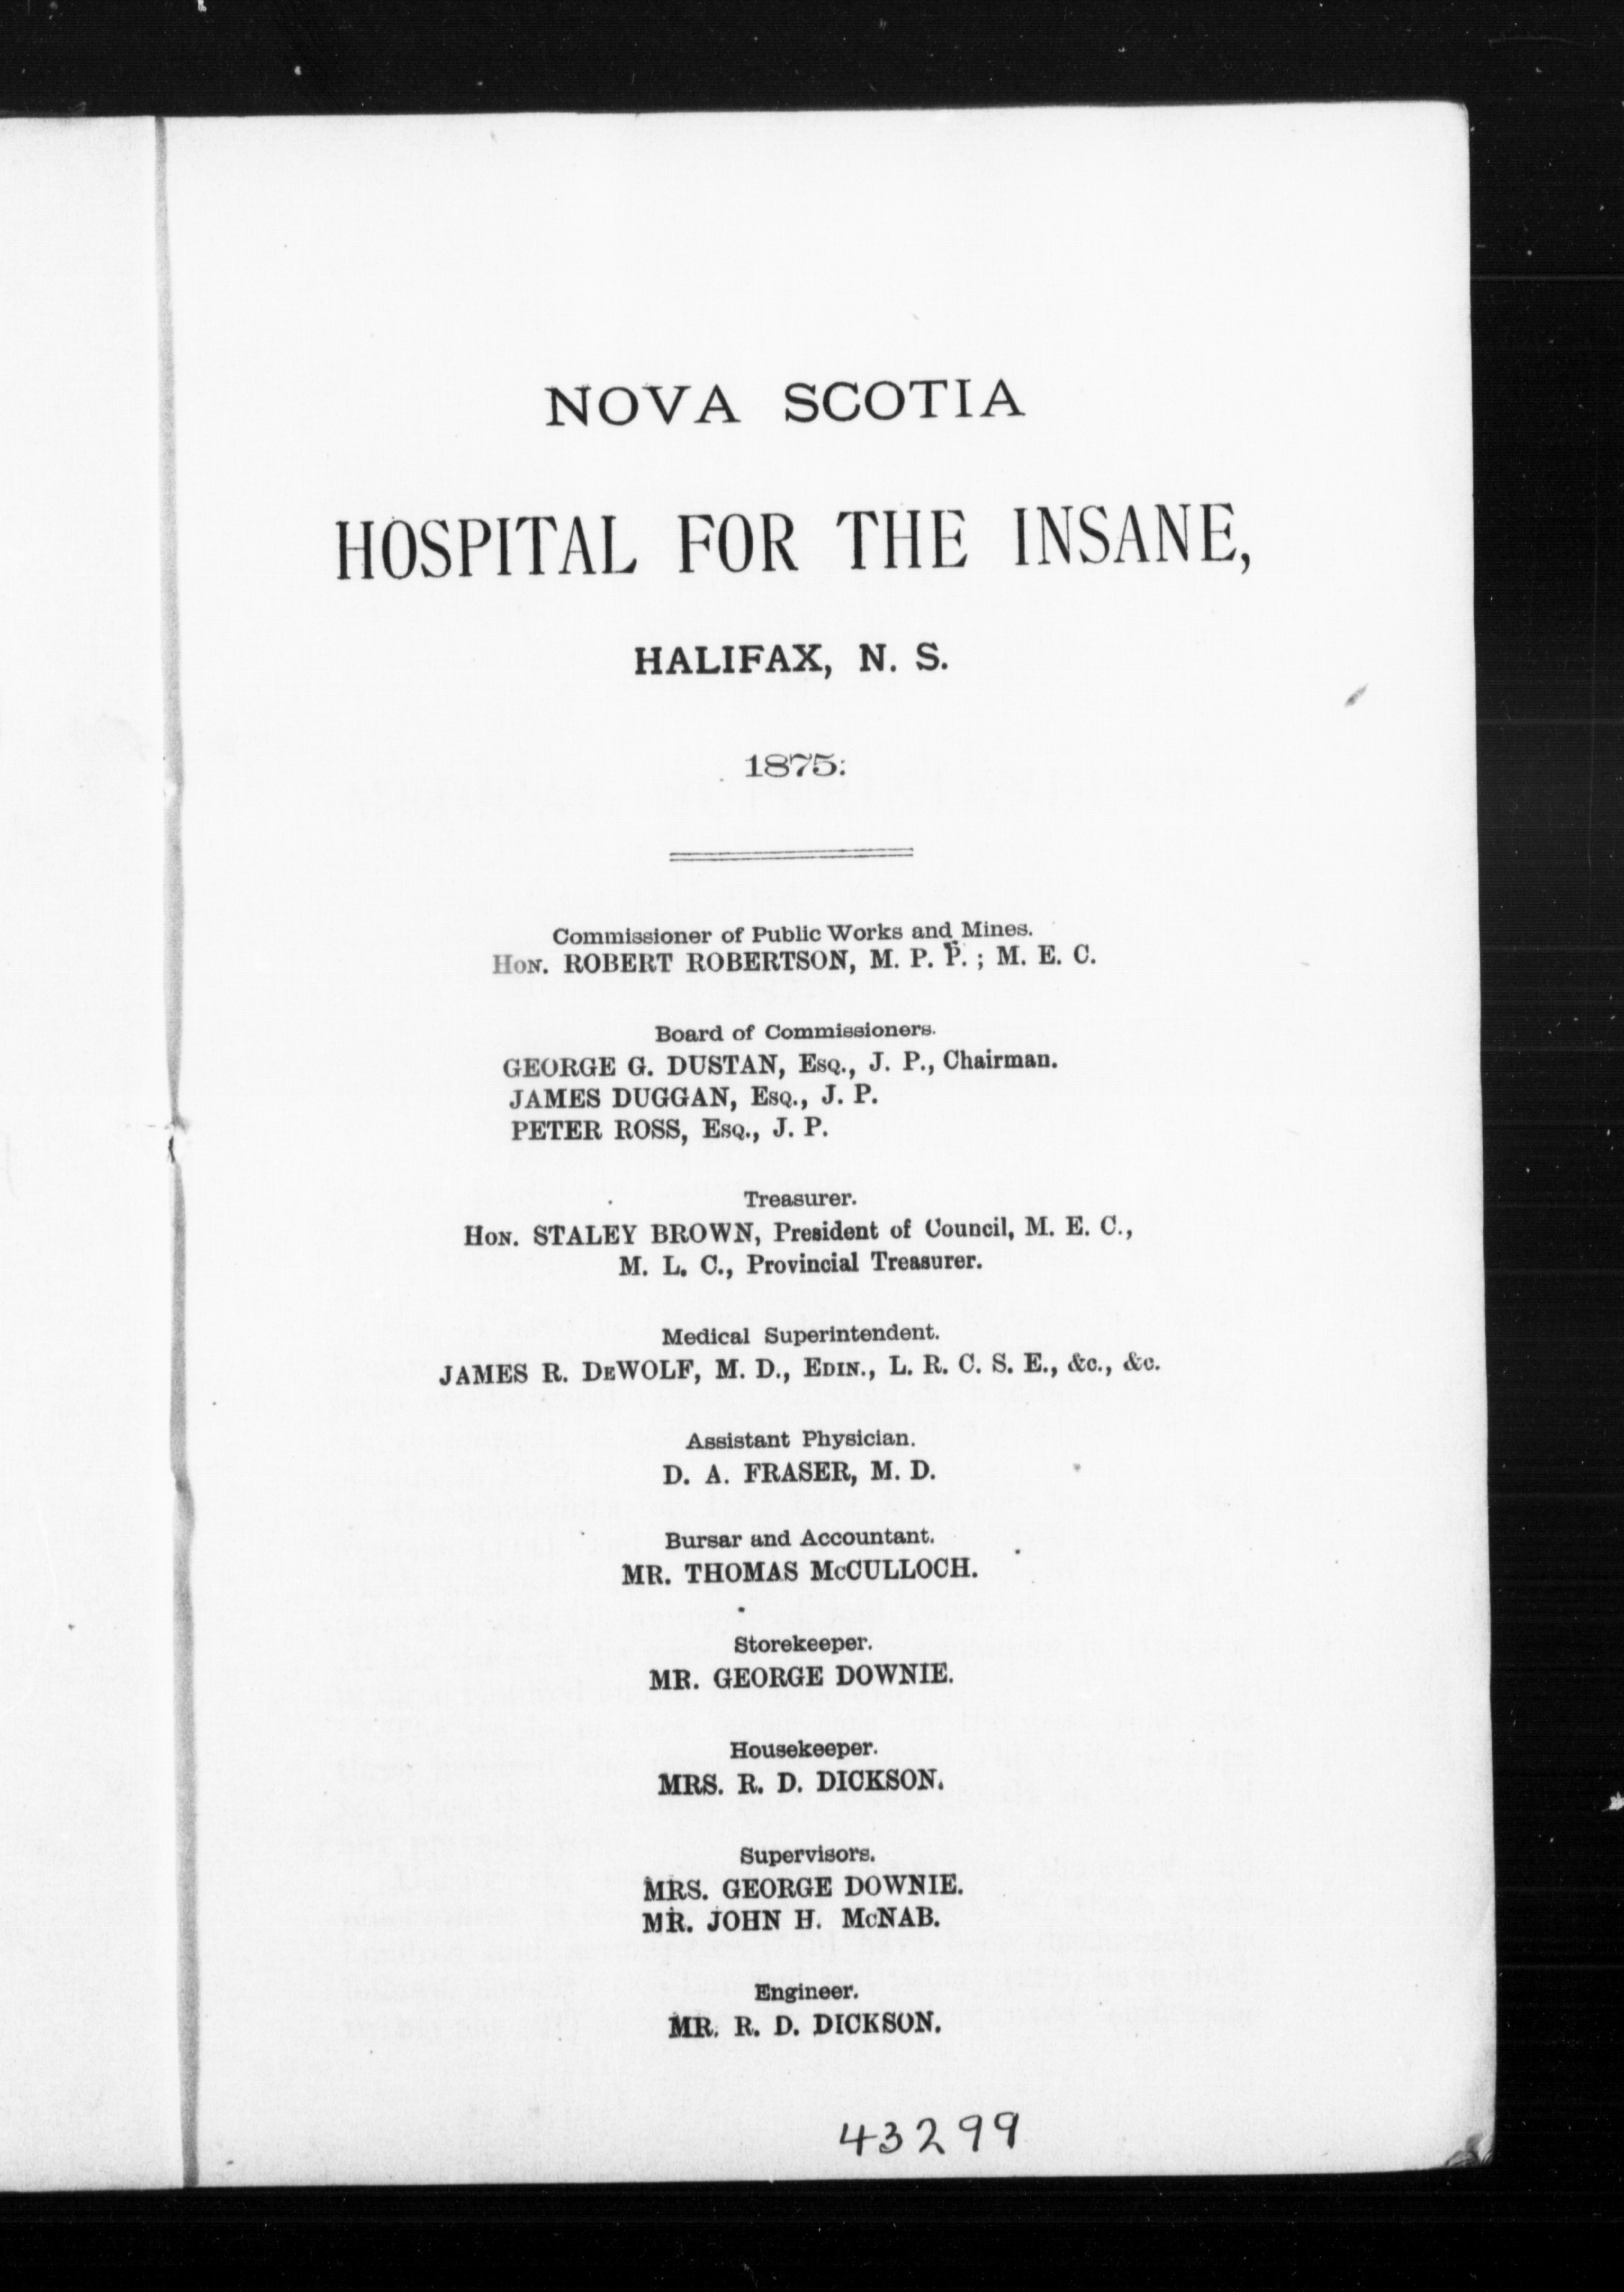 NOVA SCOTIA
HOSPITAL FOR THE INSANE,
HALIFAX, N. S.
1875.
Commissioner of Public Works and Mines.
HON. ROBERT ROBERTSON, M. P. P. ; M. E. C.
Board of Commissioners.
GEORGE G. DUSTAN, ESQ., J. P., Chairman.
JAMES DUGGAN, ESQ., J. P.
PETER ROSS, ESQ., J. P.
Treasurer.
HON. STALEY BROWN, President of Council, M. E. C.,
M. L. C., Provincial Treasurer.
Medical Superintendent.
JAMES R. DEWOLF, M. D., EDIN., L. R. C. S. E., &c., &c.
Assistant Physician.
D. A. FRASER, M. D.
Bursar and Accountant.
MR. THOMAS McCULLOCH.
Storekeeper.
MR. GEORGE DOWNIE.
Housekeeper.
MRS. R. D. DICKSON.
Supervisors.
MRS. GEORGE DOWNIE.
MR. JOHN H. McNAB.
Engineer.
MR. R. D. DICKSON.
43299